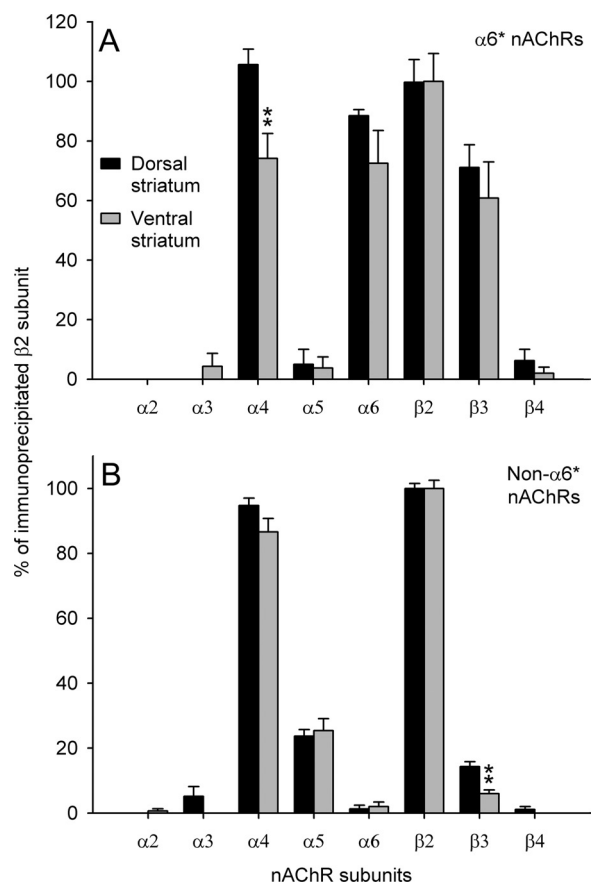 % of immunoprecipitated β2 subunit
A
α6* nAChRs
120
100
80
60
40
20
0
**
Dorsal
striatum
Ventral
striatum
α2 α3 α4 α5 α6 β2 β3 β4
B
Non-α6*
nAChRs
100
80
60
40
20
0
**
α2 α3 α4 α5 α6 β2 β3 β4
nAChR subunits